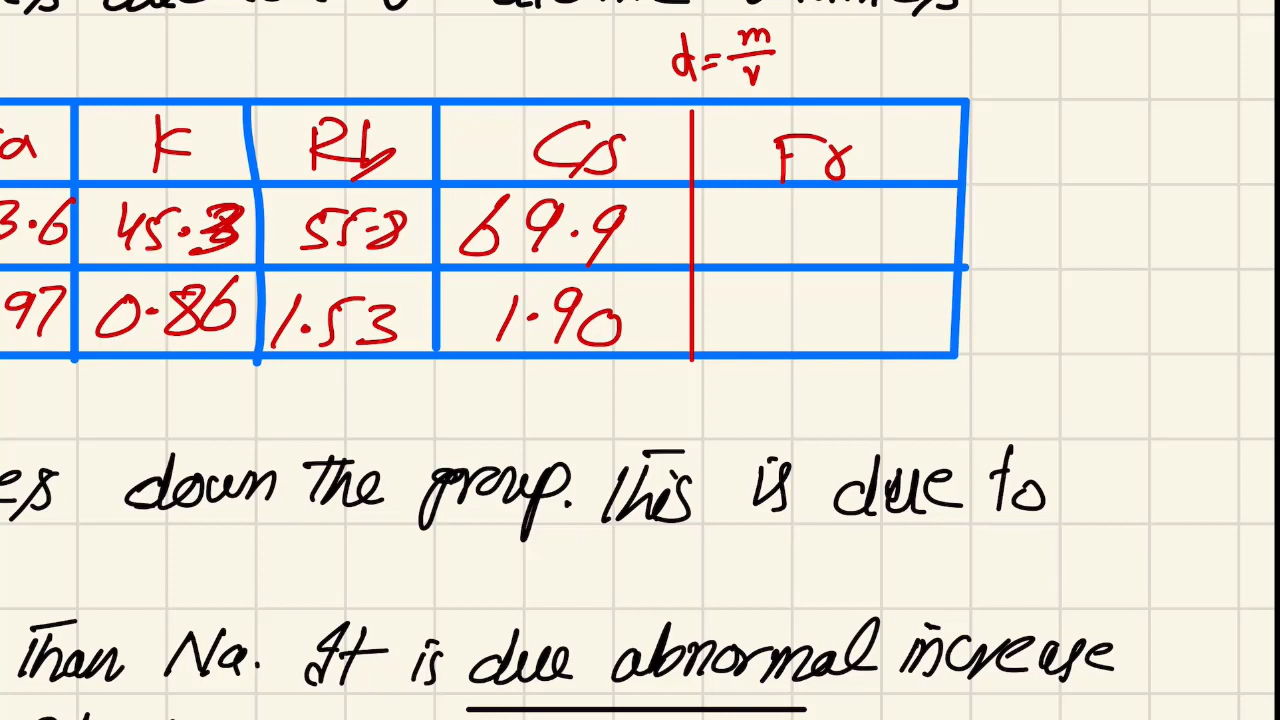 d = m/v
a K Rb Cs Fr
3.6 45.3 55.8 69.9
97 0.86 1.53 1.90
es down the group. This is due to
than Na. It is due abnormal increase